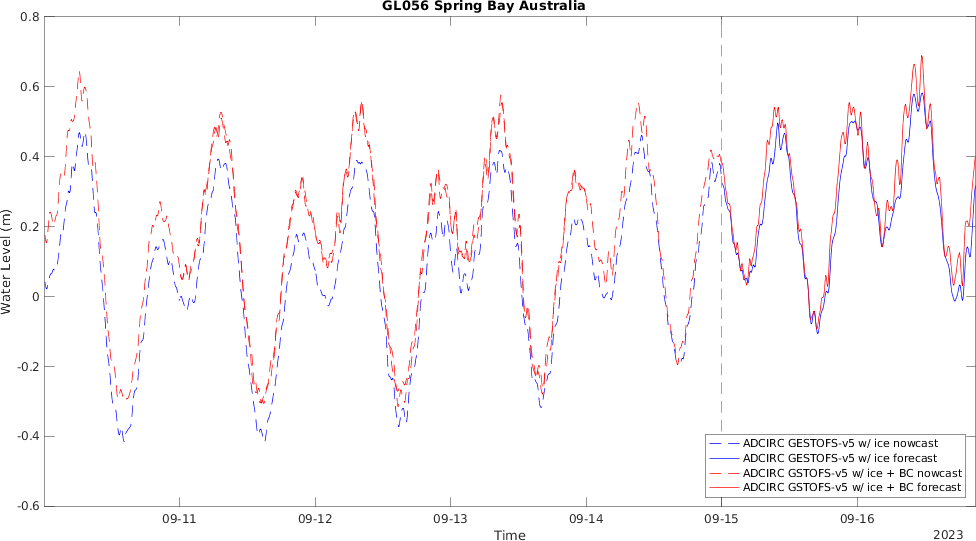 GL056 Spring Bay Australia
0.8
0.6
0.4
0.2
0
-0.2
-0.4
-0.6
Water Level (m)
ADCIRC GESTOFS-v5 w/ ice nowcast
ADCIRC GESTOFS-v5 w/ ice forecast
ADCIRC GSTOFS-v5 w/ ice + BC nowcast
ADCIRC GSTOFS-v5 w/ ice + BC forecast
09-11 09-12 09-13 09-14 09-15 09-16
Time
2023